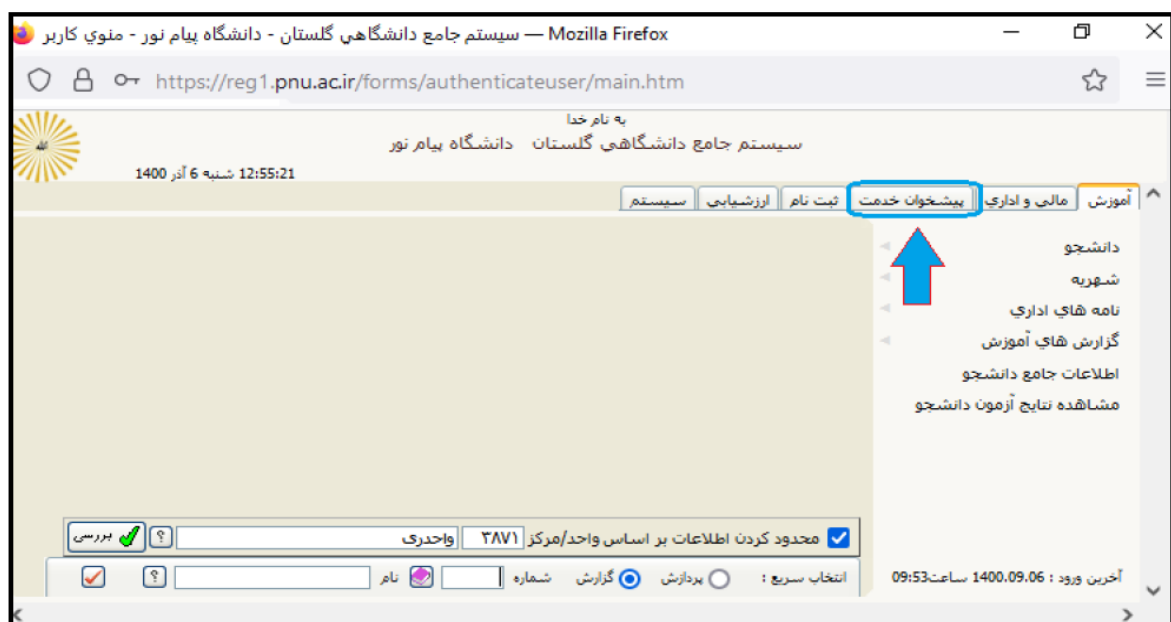 سیستم جامع دانشگاهي گلستان - دانشگاه پیام نور - منوي کاربر — Mozilla Firefox
https://reg1.pnu.ac.ir/forms/authenticateuser/main.htm
به نام خدا
سیستم جامع دانشگاهي گلستان دانشگاه پیام نور
12:55:21 شنبه 6 آذر 1400
آموزش مالي و اداري پیشخوان خدمت ثبت نام ارزشیابي سیستم
دانشجو
شهریه
نامه هاي اداري
گزارش هاي آموزش
اطلاعات جامع دانشجو
مشاهده نتایج آزمون دانشجو
محدود کردن اطلاعات بر اساس واحد/مرکز ۳۸۷۱ واحدری ؟ بررسی
انتخاب سریع : پردازش گزارش شماره نام ؟
آخرین ورود : 1400.09.06 ساعت09:53